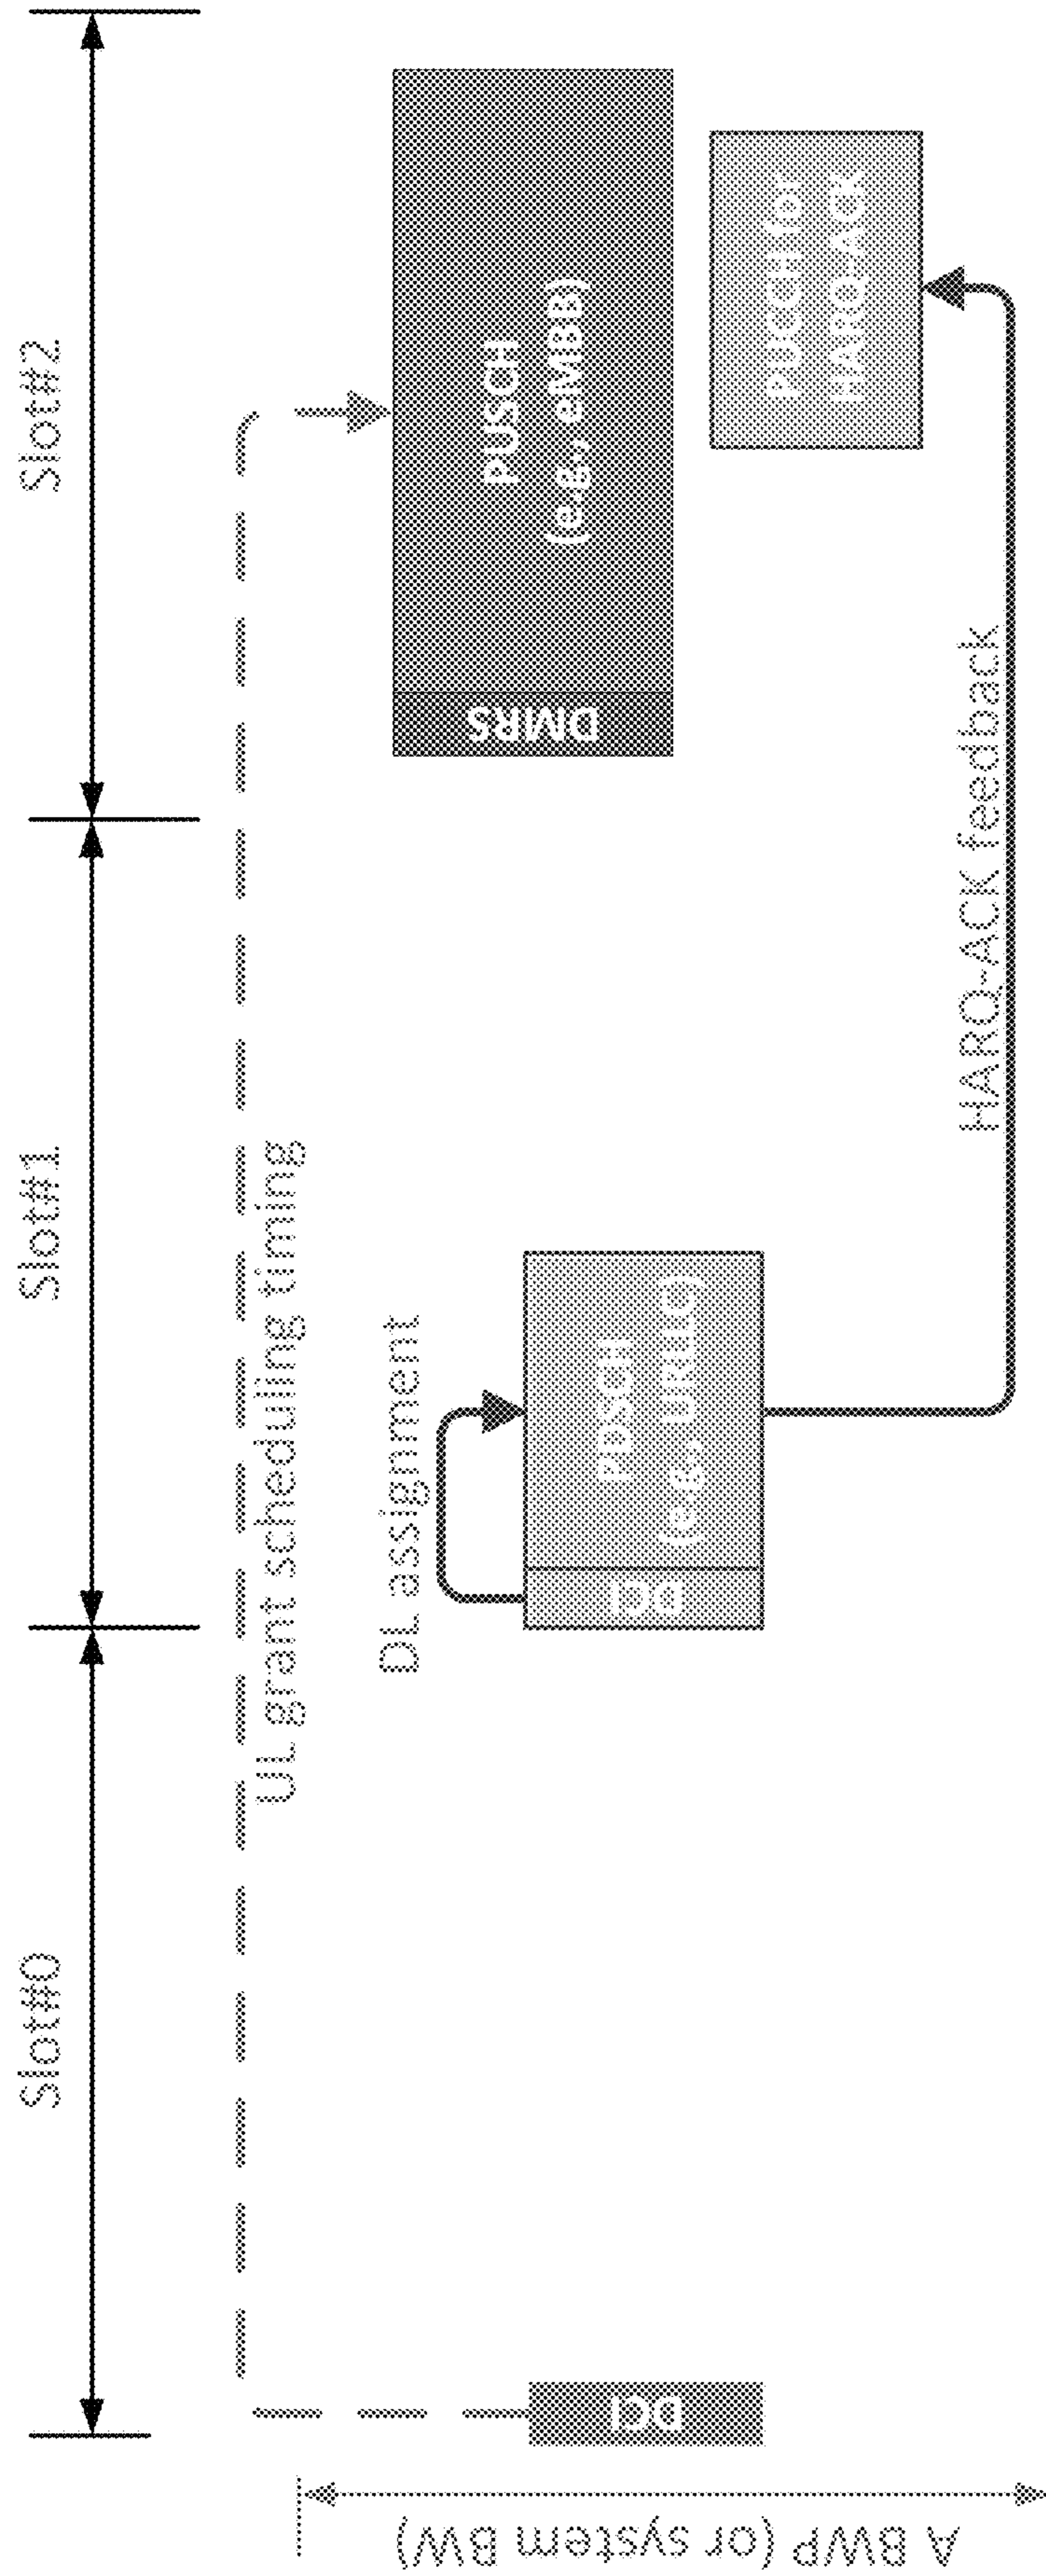 Slot#0
Slot#1
Slot#2
UL grant scheduling timing
DL assignment
DCI
DCI
PDSCH
(e.g., URLLC)
DMRS
PUSCH
(e.g., eMBB)
PUCCH for
HARQ-ACK
HARQ-ACK feedback
A BWP (or system BW)